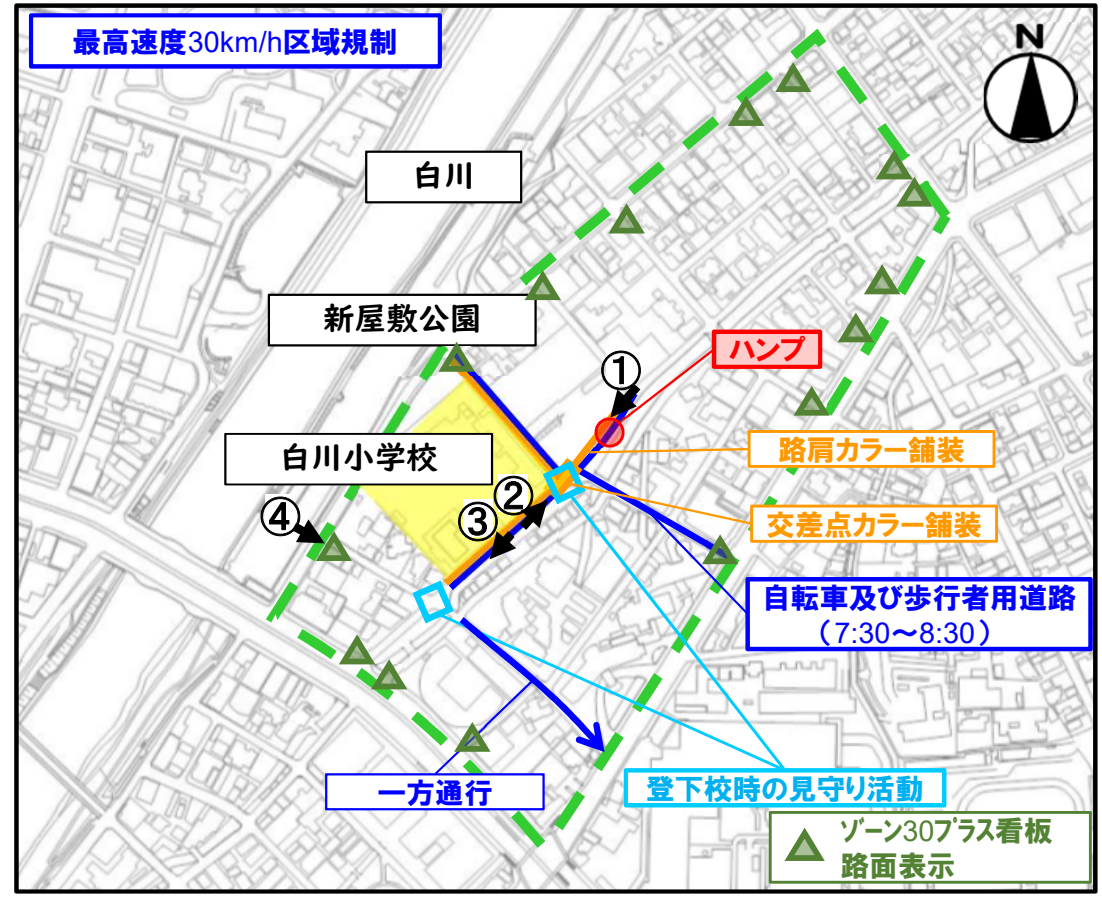 最高速度30km/h区域規制
N
白川
新屋敷公園
ハンプ
①
路肩カラー舗装
白川小学校
②
③
④
交差点カラー舗装
自転車及び歩行者用道路
（7:30～8:30）
一方通行
登下校時の見守り活動
ゾーン30プラス看板
路面表示